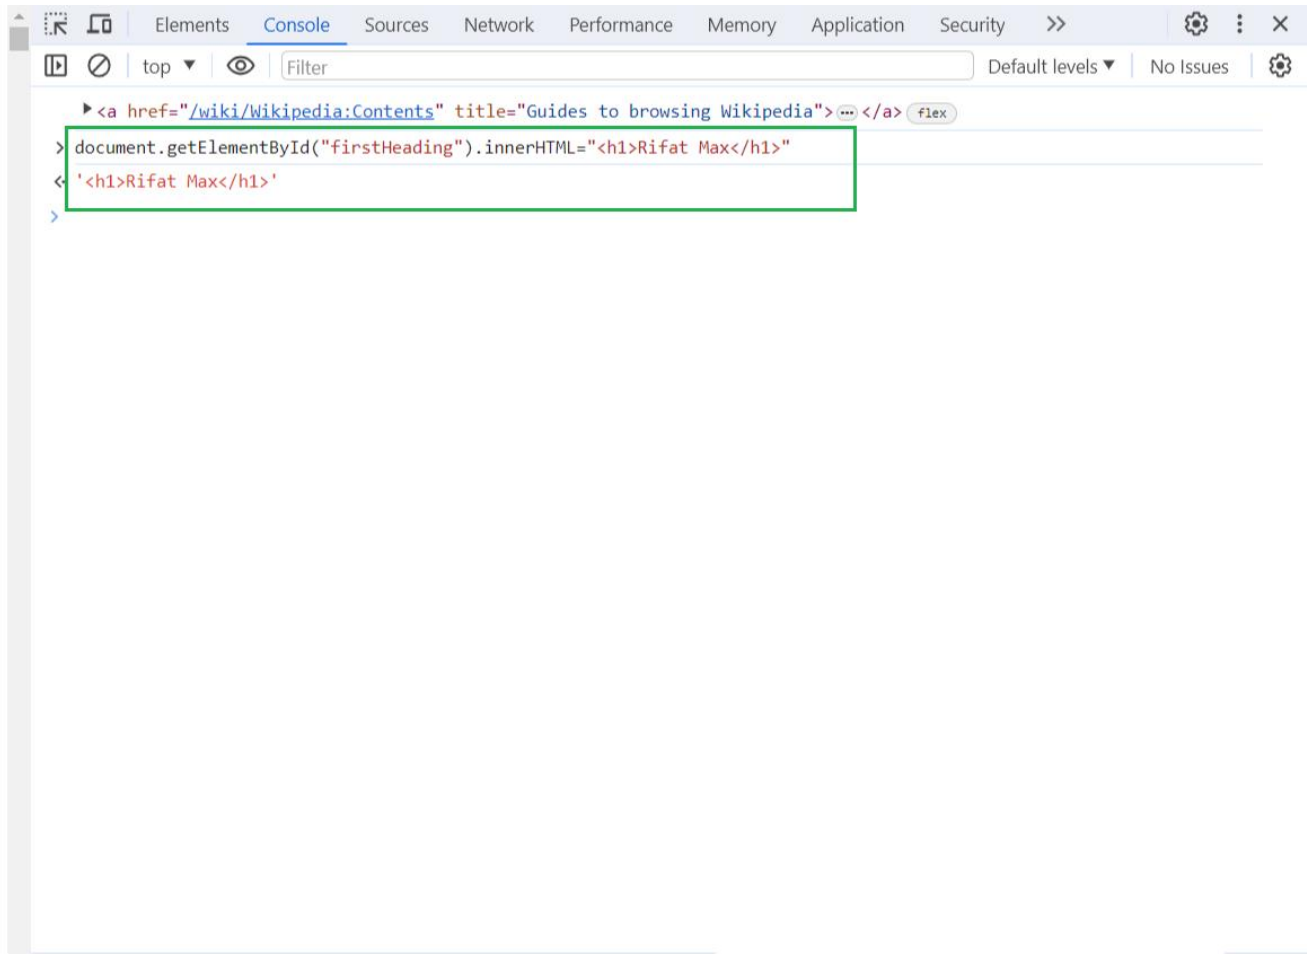 Elements Console Sources Network Performance Memory Application Security
top Filter Default levels No Issues
<a href="/wiki/Wikipedia:Contents" title="Guides to browsing Wikipedia">…</a> flex
> document.getElementById("firstHeading").innerHTML="<h1>Rifat Max</h1>"
'<h1>Rifat Max</h1>'